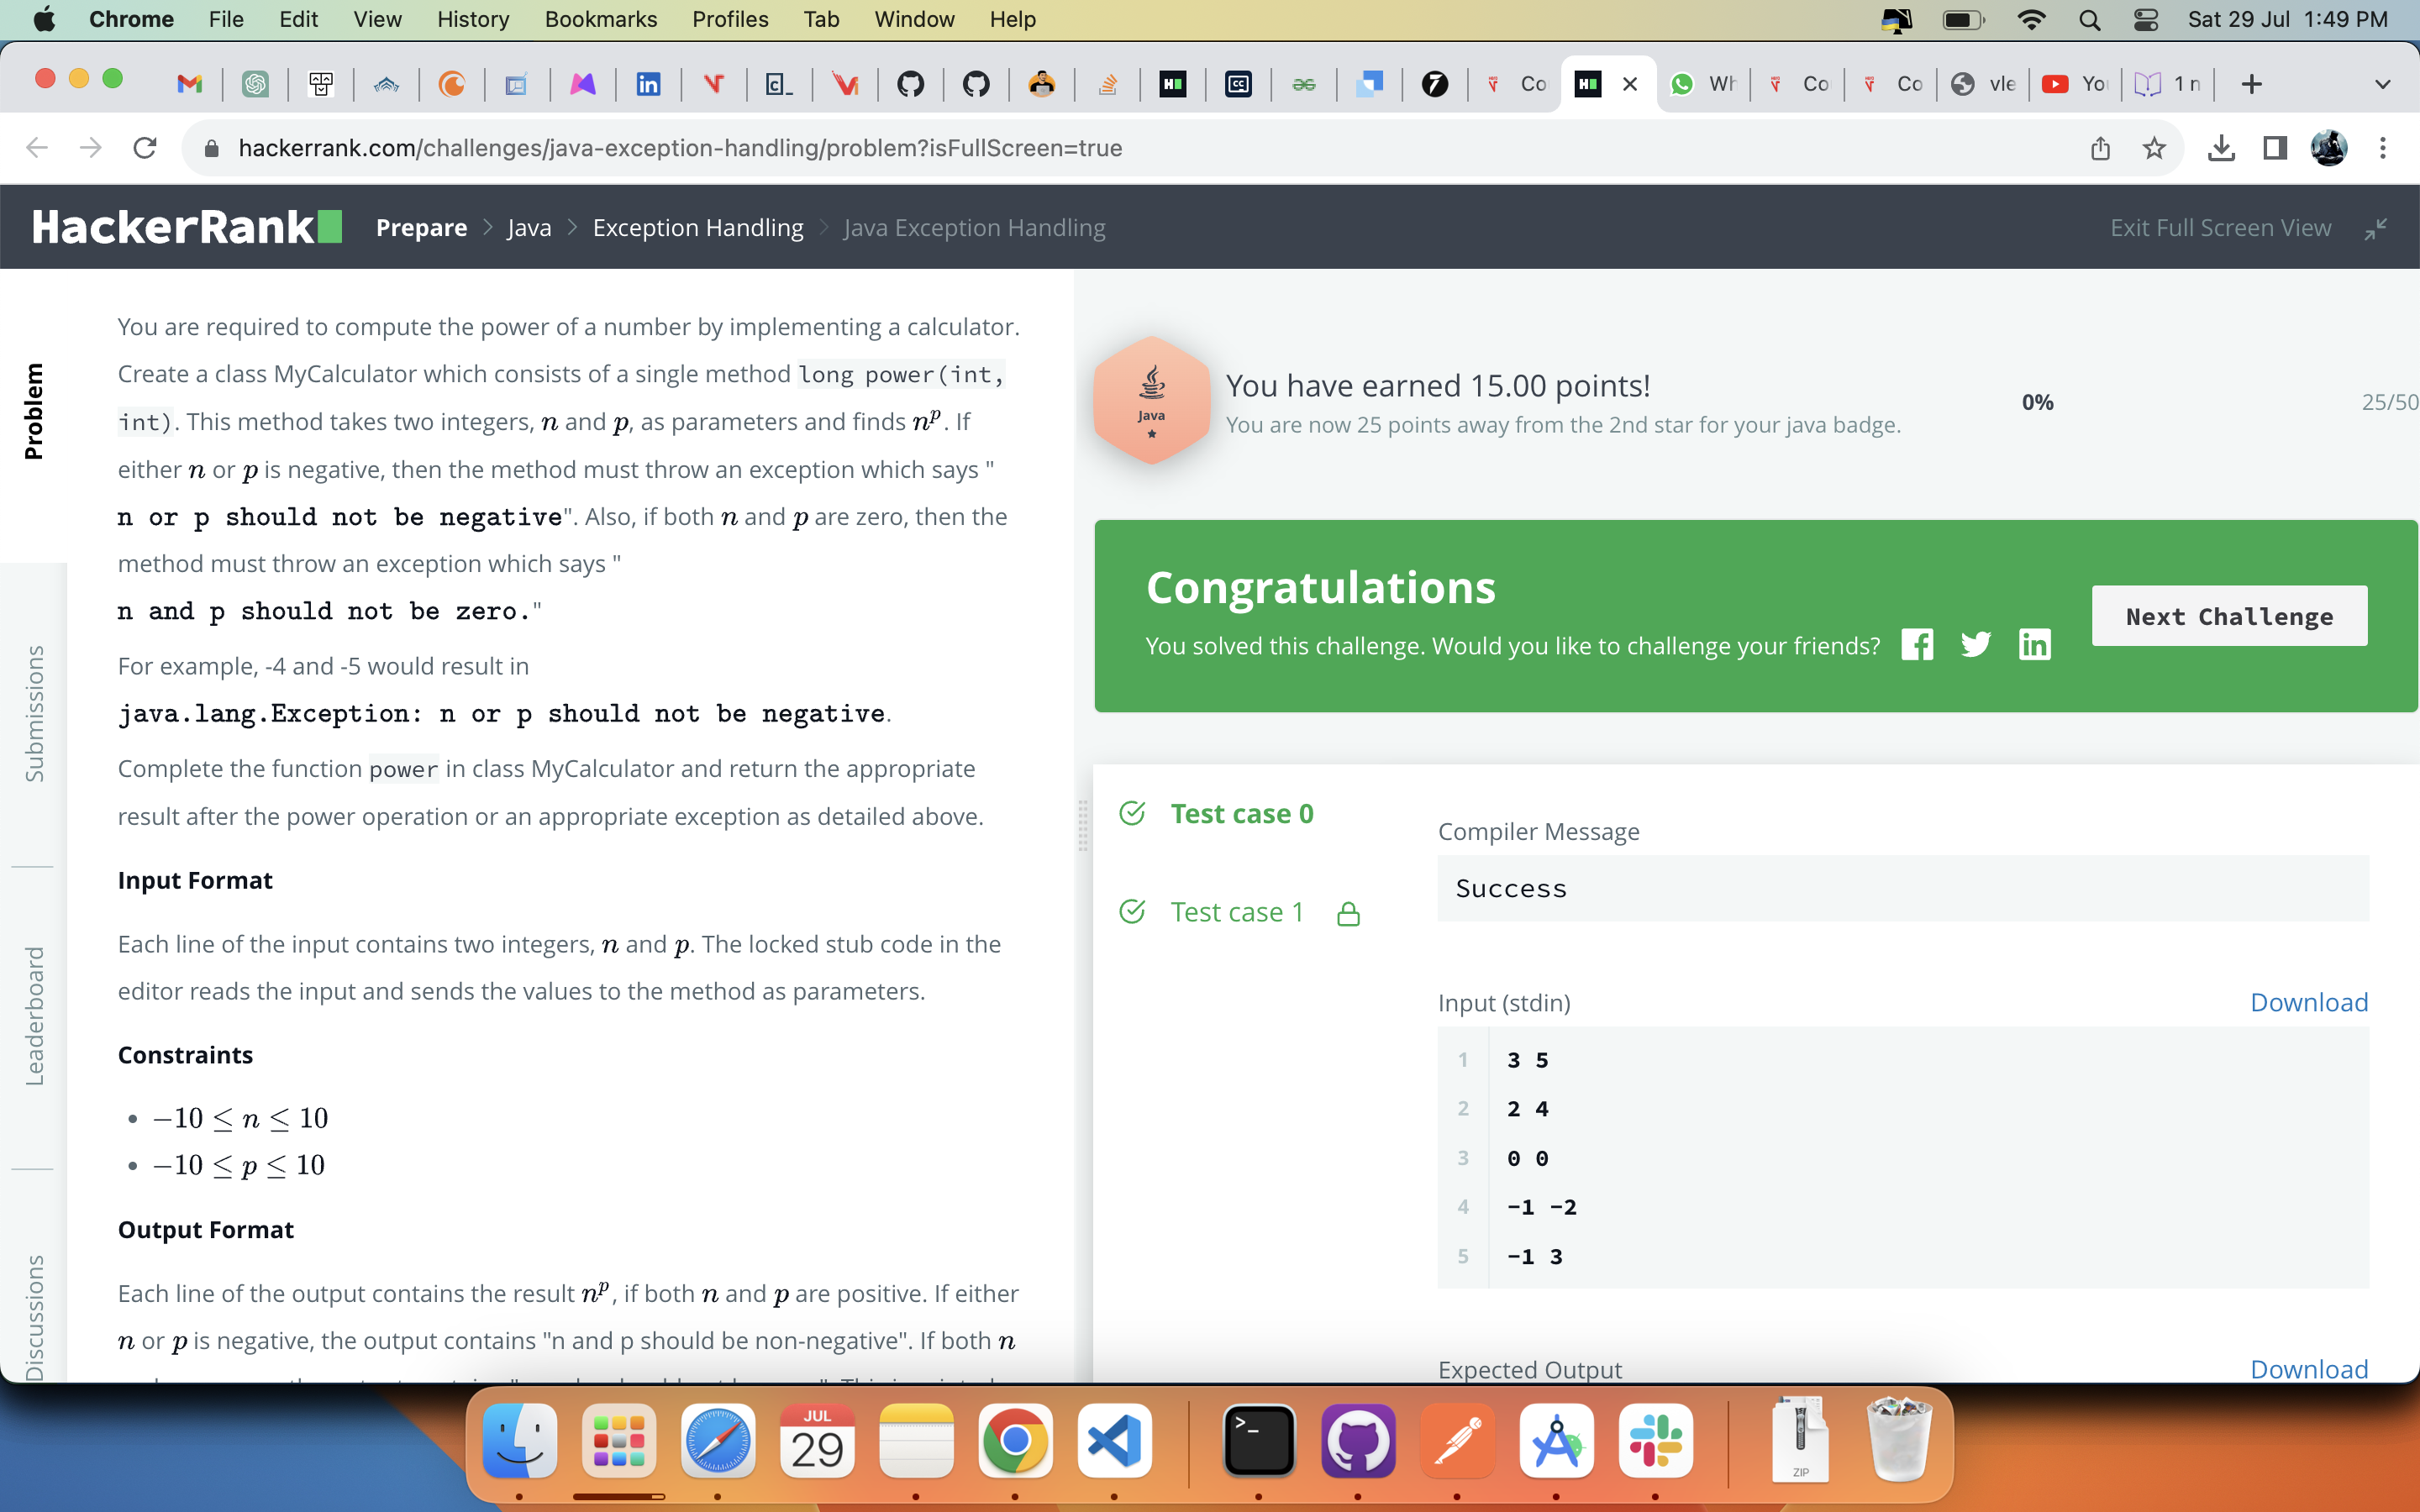 Chrome File Edit View History Bookmarks Profiles Tab Window Help Sat 29 Jul 1:49 PM
Co Wh Co Co vle You 1 n
hackerrank.com/challenges/java-exception-handling/problem?isFullScreen=true
HackerRank Prepare > Java > Exception Handling > Java Exception Handling Exit Full Screen View
Problem
Submissions
Leaderboard
Discussions
You are required to compute the power of a number by implementing a calculator.
Create a class MyCalculator which consists of a single method long power(int,
int). This method takes two integers, n and p, as parameters and finds n^p. If
either n or p is negative, then the method must throw an exception which says "
n or p should not be negative". Also, if both n and p are zero, then the
method must throw an exception which says "
n and p should not be zero."
For example, -4 and -5 would result in
java.lang.Exception: n or p should not be negative.
Complete the function power in class MyCalculator and return the appropriate
result after the power operation or an appropriate exception as detailed above.
Input Format
Each line of the input contains two integers, n and p. The locked stub code in the
editor reads the input and sends the values to the method as parameters.
Constraints
• −10 ≤ n ≤ 10
• −10 ≤ p ≤ 10
Output Format
Each line of the output contains the result n^p, if both n and p are positive. If either
n or p is negative, the output contains "n and p should be non-negative". If both n
Java
You have earned 15.00 points!
You are now 25 points away from the 2nd star for your java badge.
0%
25/50
Congratulations
You solved this challenge. Would you like to challenge your friends?
Next Challenge
Test case 0
Test case 1
Compiler Message
Success
Input (stdin) Download
1 3 5
2 2 4
3 0 0
4 -1 -2
5 -1 3
Expected Output Download
JUL
29
ZIP